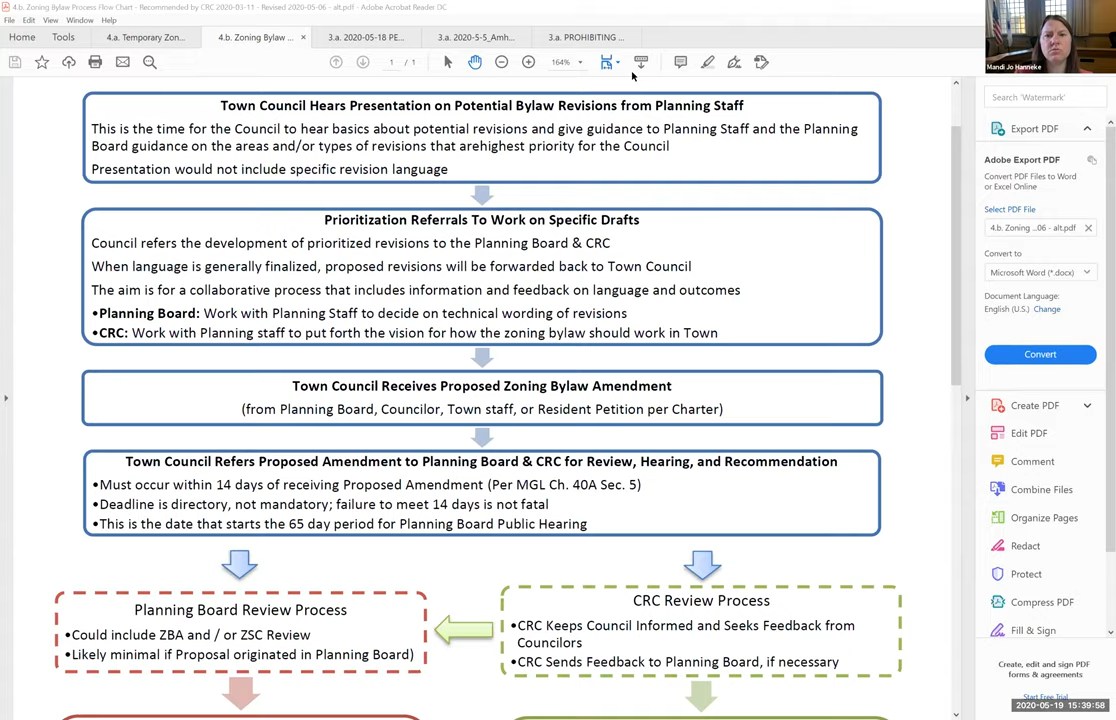 4.b. Zoning Bylaw Process Flow Chart - Recommended by CRC 2020-03-11 - Revised 2020-05-06 - alt.pdf - Adobe Acrobat Reader DC
File Edit View Window Help
Home Tools 4.a. Temporary Zon... 4.b. Zoning Bylaw ... × 3.a. 2020-05-18 PE... 3.a. 2020-5-5_Amh... 3.a. PROHIBITING ...
1 / 1 164%
Mandi Jo Hanneke
Town Council Hears Presentation on Potential Bylaw Revisions from Planning Staff
This is the time for the Council to hear basics about potential revisions and give guidance to Planning Staff and the Planning
Board guidance on the areas and/or types of revisions that arehighest priority for the Council
Presentation would not include specific revision language
Prioritization Referrals To Work on Specific Drafts
Council refers the development of prioritized revisions to the Planning Board & CRC
When language is generally finalized, proposed revisions will be forwarded back to Town Council
The aim is for a collaborative process that includes information and feedback on language and outcomes
•Planning Board: Work with Planning Staff to decide on technical wording of revisions
•CRC: Work with Planning staff to put forth the vision for how the zoning bylaw should work in Town
Town Council Receives Proposed Zoning Bylaw Amendment
(from Planning Board, Councilor, Town staff, or Resident Petition per Charter)
Town Council Refers Proposed Amendment to Planning Board & CRC for Review, Hearing, and Recommendation
•Must occur within 14 days of receiving Proposed Amendment (Per MGL Ch. 40A Sec. 5)
•Deadline is directory, not mandatory; failure to meet 14 days is not fatal
•This is the date that starts the 65 day period for Planning Board Public Hearing
Planning Board Review Process
•Could include ZBA and / or ZSC Review
•Likely minimal if Proposal originated in Planning Board)
CRC Review Process
•CRC Keeps Council Informed and Seeks Feedback from
Councilors
•CRC Sends Feedback to Planning Board, if necessary
Search 'Watermark'
Export PDF
Adobe Export PDF
Convert PDF Files to Word
or Excel Online
Select PDF File
4.b. Zoning ...06 - alt.pdf ×
Convert to
Microsoft Word (*.docx)
Document Language:
English (U.S.) Change
Convert
Create PDF
Edit PDF
Comment
Combine Files
Organize Pages
Redact
Protect
Compress PDF
Fill & Sign
Create, edit and sign PDF
forms & agreements
Start Free Trial
2020-05-19 15:39:58